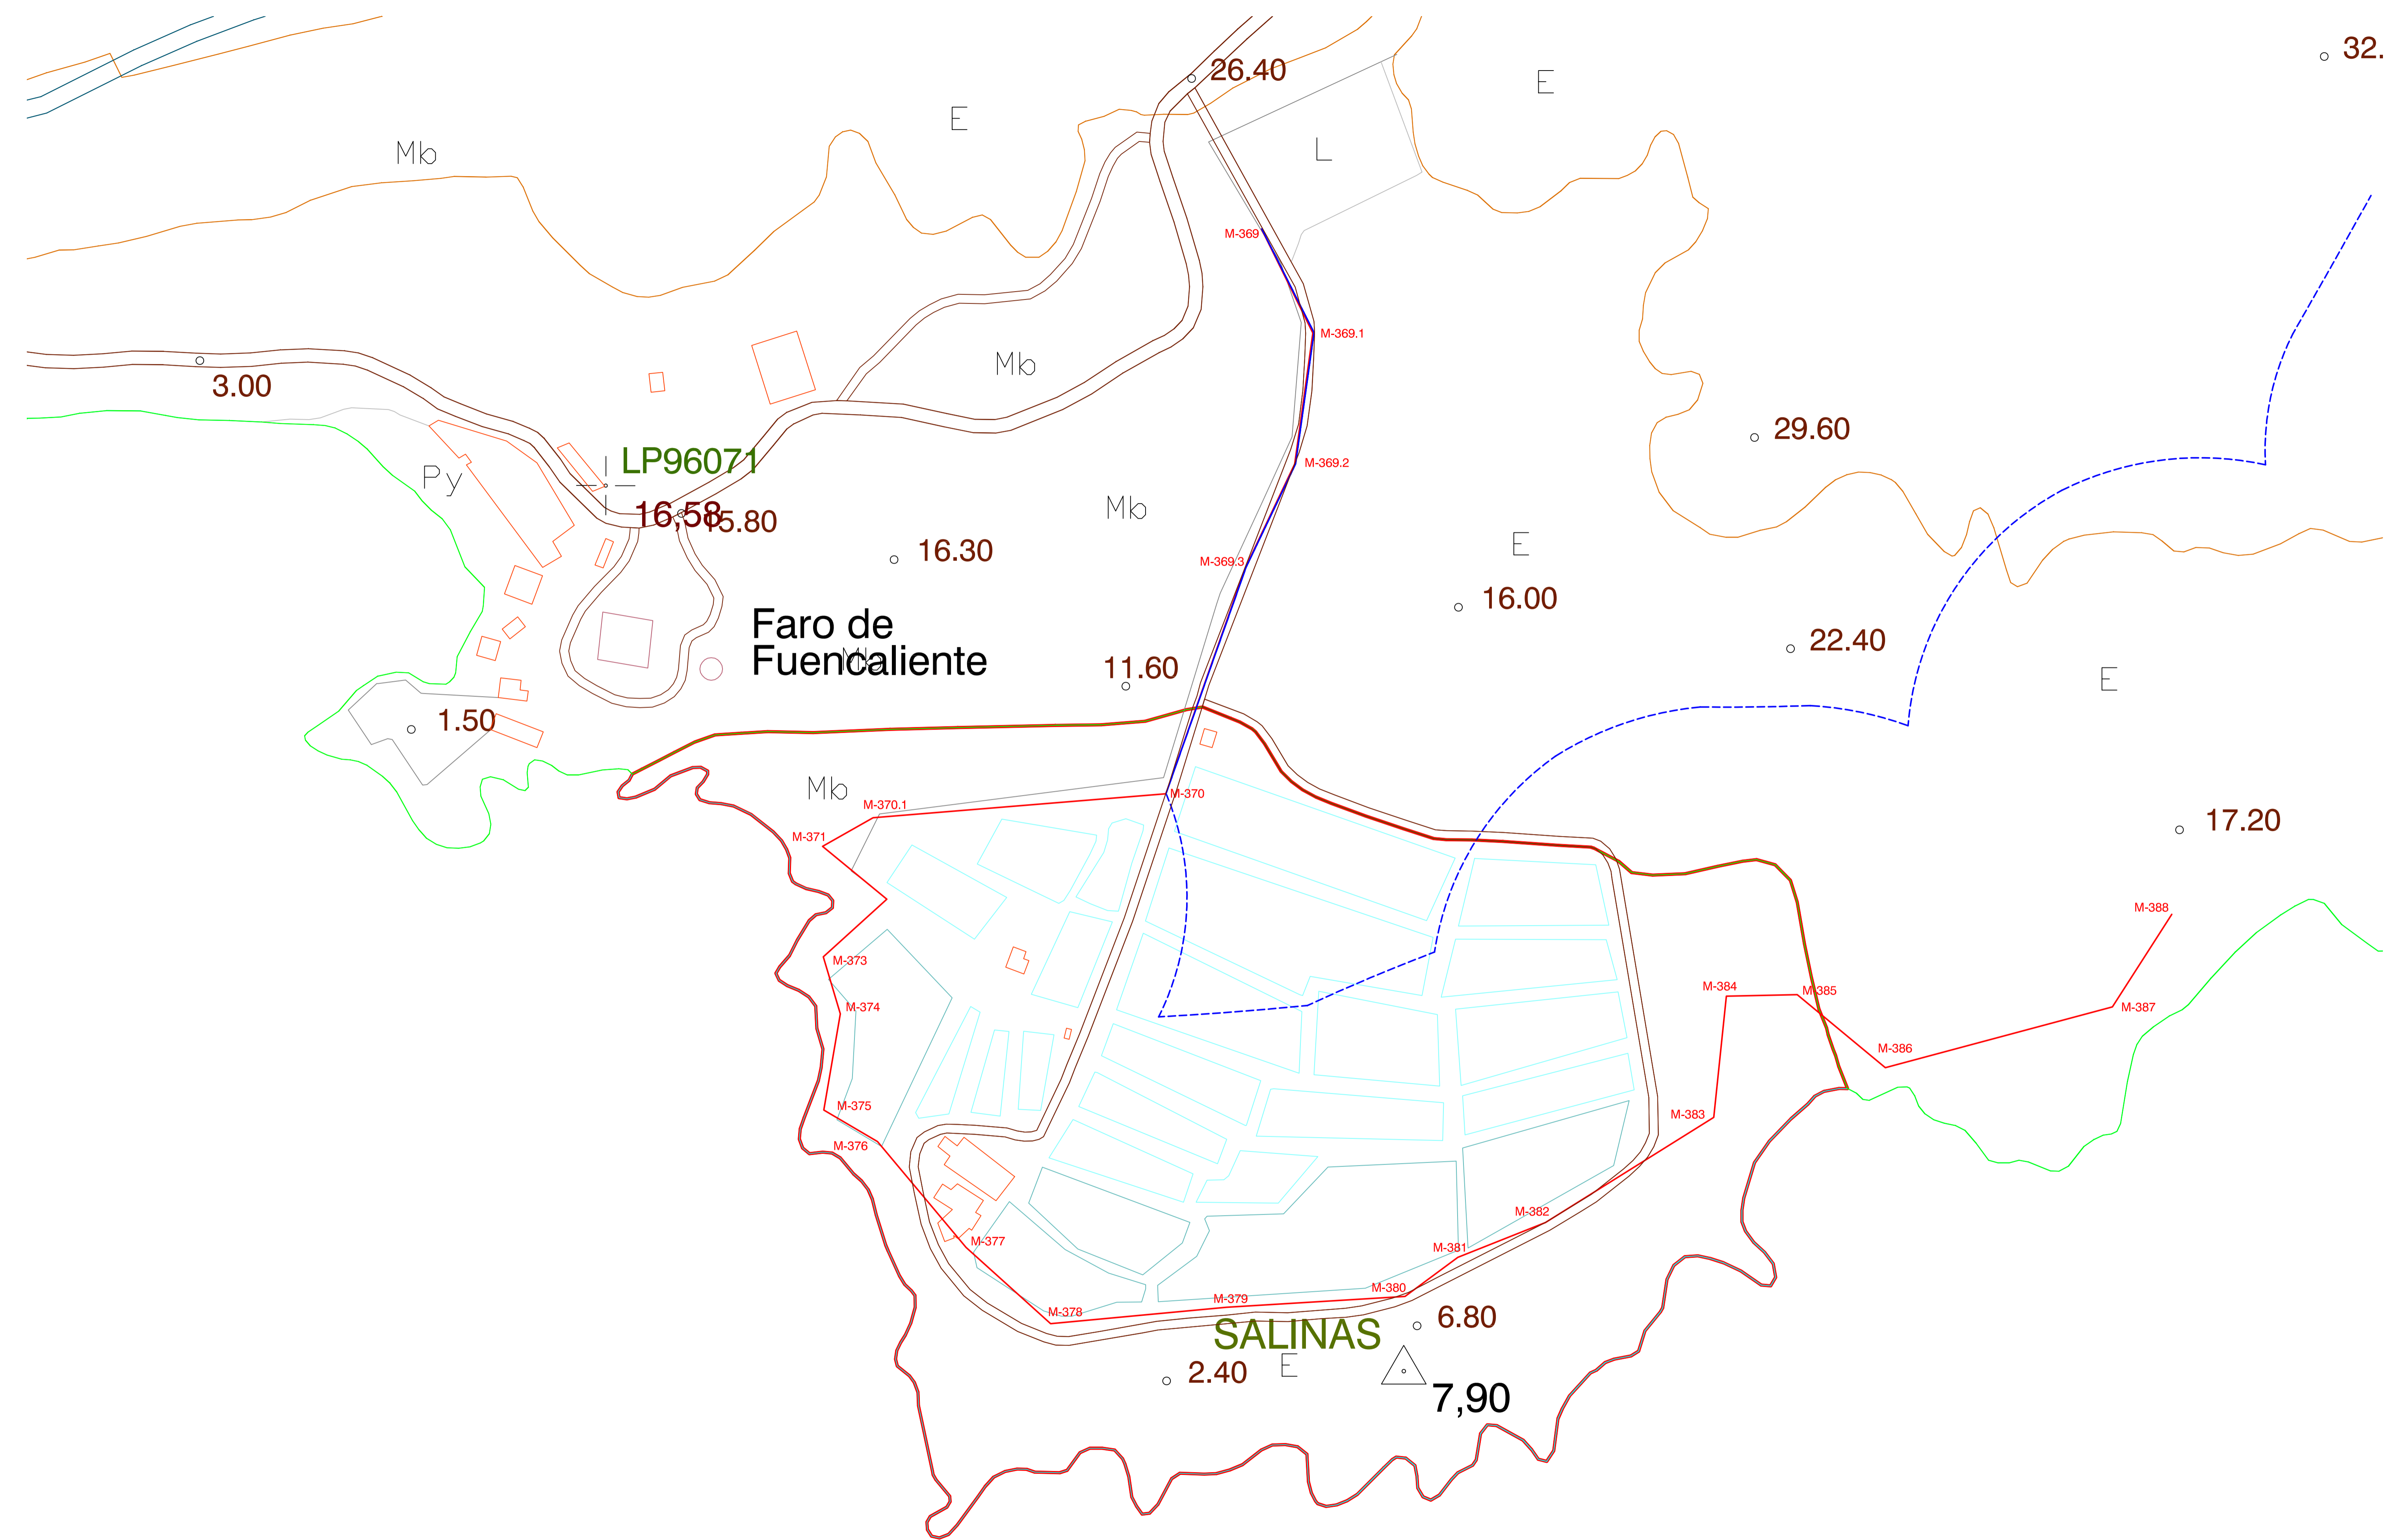 32.
26.40
E
E
Mb
L
M-369
M-369.1
3.00
Mb
29.60
LP96071
M-369.2
Py
Mb
16,58
15.80
E
16.30
M-369.3
16.00
Faro de
Fuencaliente
Mb
22.40
11.60
E
1.50
Mb
M-370
M-370.1
17.20
M-371
M-388
M-373
M-384
M-385
M-374
M-387
M-386
M-375
M-383
M-376
M-382
M-377
M-381
M-380
M-379
M-378
6.80
SALINAS
E
2.40
7,90